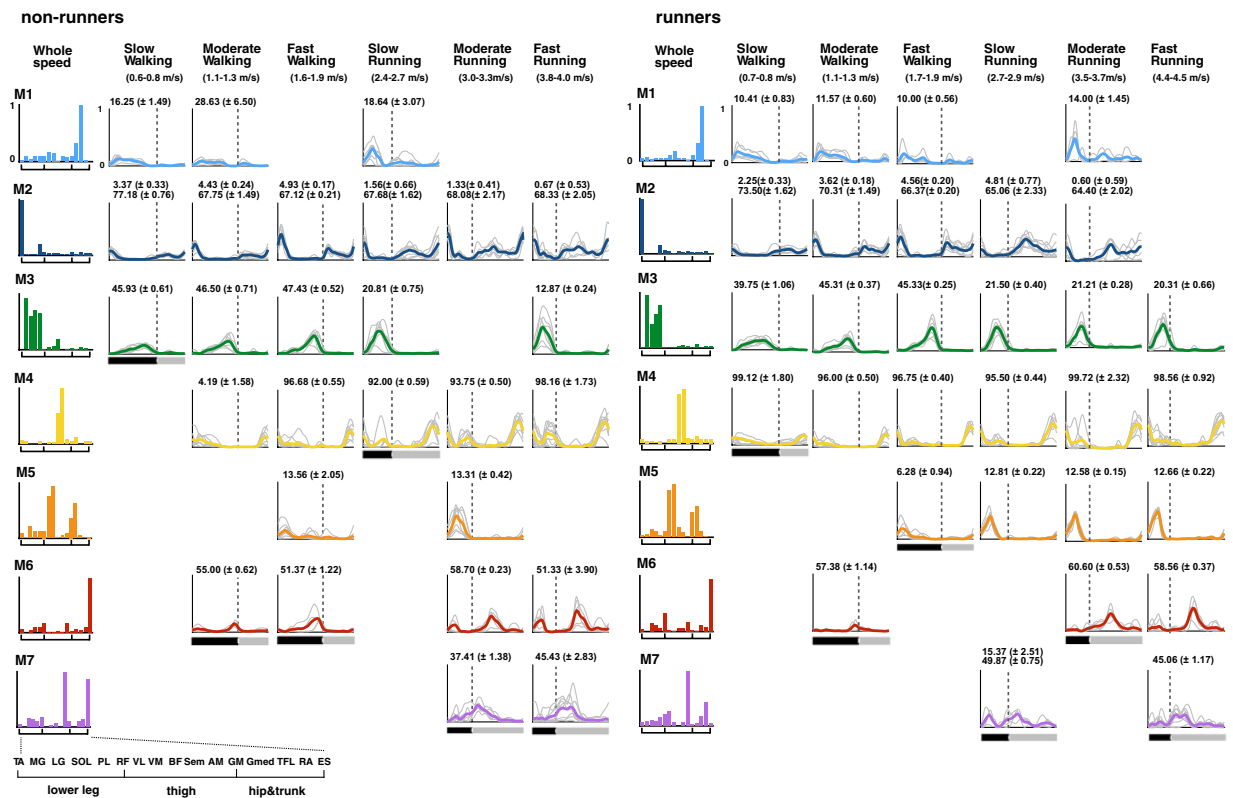 non-runners
runners
Whole speed
Slow Walking (0.6-0.8 m/s)
Moderate Walking (1.1-1.3 m/s)
Fast Walking (1.6-1.9 m/s)
Slow Running (2.4-2.7 m/s)
Moderate Running (3.0-3.3m/s)
Fast Running (3.8-4.0 m/s)
Whole speed
Slow Walking (0.7-0.8 m/s)
Moderate Walking (1.1-1.3 m/s)
Fast Walking (1.7-1.9 m/s)
Slow Running (2.7-2.9 m/s)
Moderate Running (3.5-3.7m/s)
Fast Running (4.4-4.5 m/s)
M1
1
0
1
0
16.25 (± 1.49)
28.63 (± 6.50)
18.64 (± 3.07)
M1
1
0
1
0
10.41 (± 0.83)
11.57 (± 0.60)
10.00 (± 0.56)
14.00 (± 1.45)
M2
3.37 (± 0.33)
77.18 (± 0.76)
4.43 (± 0.24)
67.75 (± 1.49)
4.93 (± 0.17)
67.12 (± 0.21)
1.56(± 0.66)
67.68(± 1.62)
1.33(± 0.41)
68.08(± 2.17)
0.67 (± 0.53)
68.33 (± 2.05)
M2
2.25(± 0.33)
73.50(± 1.62)
3.62 (± 0.18)
70.31 (± 1.49)
4.56(± 0.20)
66.37(± 0.20)
4.81 (± 0.77)
65.06 (± 2.33)
0.60 (± 0.59)
64.40 (± 2.02)
M3
45.93 (± 0.61)
46.50 (± 0.71)
47.43 (± 0.52)
20.81 (± 0.75)
12.87 (± 0.24)
M3
39.75 (± 1.06)
45.31 (± 0.37)
45.33(± 0.25)
21.50 (± 0.40)
21.21 (± 0.28)
20.31 (± 0.66)
M4
4.19 (± 1.58)
96.68 (± 0.55)
92.00 (± 0.59)
93.75 (± 0.50)
98.16 (± 1.73)
M4
99.12 (± 1.80)
96.00 (± 0.50)
96.75 (± 0.40)
95.50 (± 0.44)
99.72 (± 2.32)
98.56 (± 0.92)
M5
13.56 (± 2.05)
13.31 (± 0.42)
M5
6.28 (± 0.94)
12.81 (± 0.22)
12.58 (± 0.15)
12.66 (± 0.22)
M6
55.00 (± 0.62)
51.37 (± 1.22)
58.70 (± 0.23)
51.33 (± 3.90)
M6
57.38 (± 1.14)
60.60 (± 0.53)
58.56 (± 0.37)
M7
37.41 (± 1.38)
45.43 (± 2.83)
M7
15.37 (± 2.51)
49.87 (± 0.75)
45.06 (± 1.17)
TA MG LG SOL PL RF VL VM BF Sem AM GM Gmed TFL RA ES
lower leg thigh hip&trunk